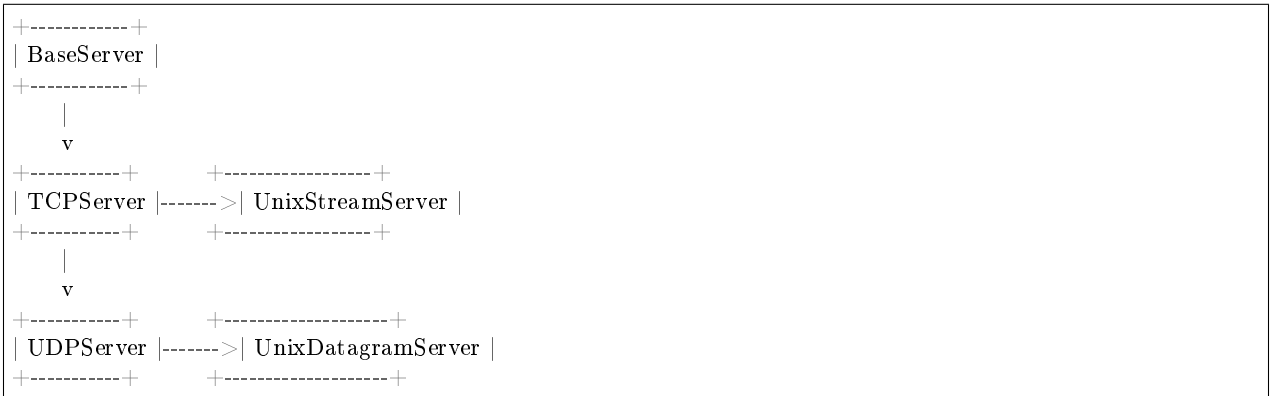 +------------+
| BaseServer |
+------------+
      |
      v
+-----------+        +------------------+
| TCPServer |------->| UnixStreamServer |
+-----------+        +------------------+
      |
      v
+-----------+        +--------------------+
| UDPServer |------->| UnixDatagramServer |
+-----------+        +--------------------+